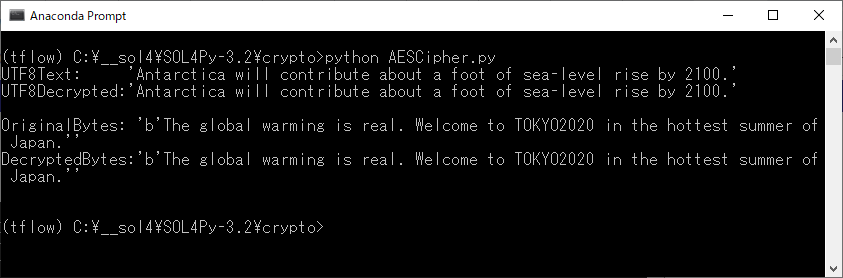 Anaconda Prompt
(tflow) C:¥__sol4¥SOL4Py-3.2¥crypto>python AESCipher.py
UTF8Text:     'Antarctica will contribute about a foot of sea-level rise by 2100.'
UTF8Decrypted:'Antarctica will contribute about a foot of sea-level rise by 2100.'
OriginalBytes: 'b'The global warming is real. Welcome to TOKYO2020 in the hottest summer of
 Japan.''
DecryptedBytes:'b'The global warming is real. Welcome to TOKYO2020 in the hottest summer of
 Japan.''
(tflow) C:¥__sol4¥SOL4Py-3.2¥crypto>